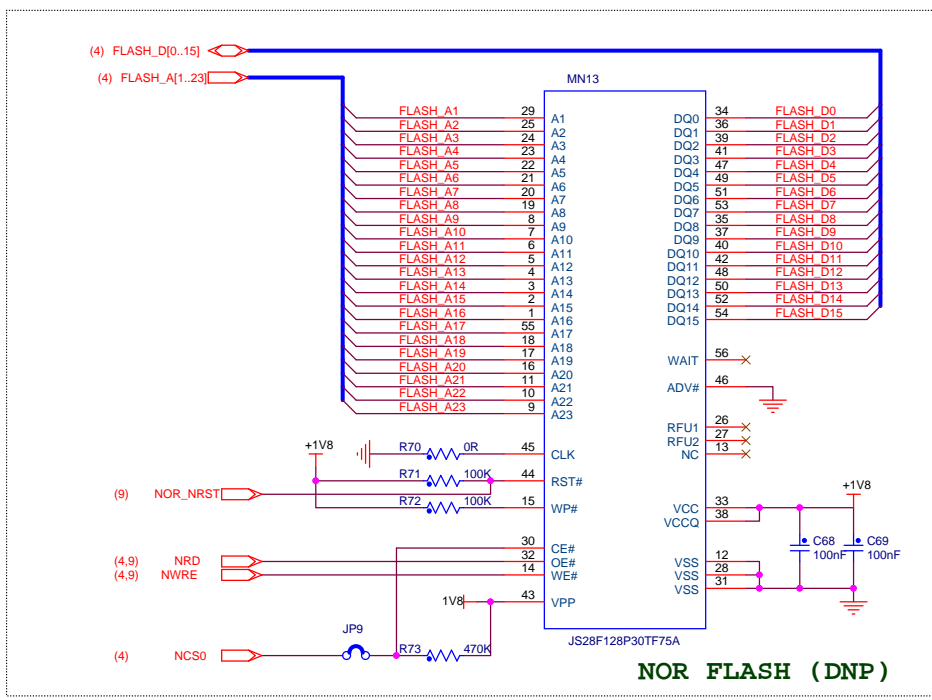 (4) FLASH_D[0..15]
(4) FLASH_A[1..23]
MN13
FLASH_A1 29 A1 DQ0 34 FLASH_D0
FLASH_A2 25 A2 DQ1 36 FLASH_D1
FLASH_A3 24 A3 DQ2 39 FLASH_D2
FLASH_A4 23 A4 DQ3 41 FLASH_D3
FLASH_A5 22 A5 DQ4 47 FLASH_D4
FLASH_A6 21 A6 DQ5 49 FLASH_D5
FLASH_A7 20 A7 DQ6 51 FLASH_D6
FLASH_A8 19 A8 DQ7 53 FLASH_D7
FLASH_A9 8 A9 DQ8 35 FLASH_D8
FLASH_A10 7 A10 DQ9 37 FLASH_D9
FLASH_A11 6 A11 DQ10 40 FLASH_D10
FLASH_A12 5 A12 DQ11 42 FLASH_D11
FLASH_A13 4 A13 DQ12 48 FLASH_D12
FLASH_A14 3 A14 DQ13 50 FLASH_D13
FLASH_A15 2 A15 DQ14 52 FLASH_D14
FLASH_A16 1 A16 DQ15 54 FLASH_D15
FLASH_A17 55 A17
FLASH_A18 18 A18
FLASH_A19 17 A19 WAIT 56
FLASH_A20 16 A20
FLASH_A21 11 A21 ADV# 46
FLASH_A22 10 A22
FLASH_A23 9 A23
RFU1 26
RFU2 27
+1V8 R70 0R 45 CLK NC 13
R71 100K 44 RST#
(9) NOR_NRST
+1V8
R72 100K 15 WP# VCC 33
VCCQ 38
C68 100nF
C69 100nF
30 CE#
(4,9) NRD 32 OE# VSS 12
(4,9) NWRE 14 WE# VSS 28
VSS 31
1V8 43 VPP
JP9
(4) NCS0 R73 470K
JS28F128P30TF75A
NOR FLASH (DNP)